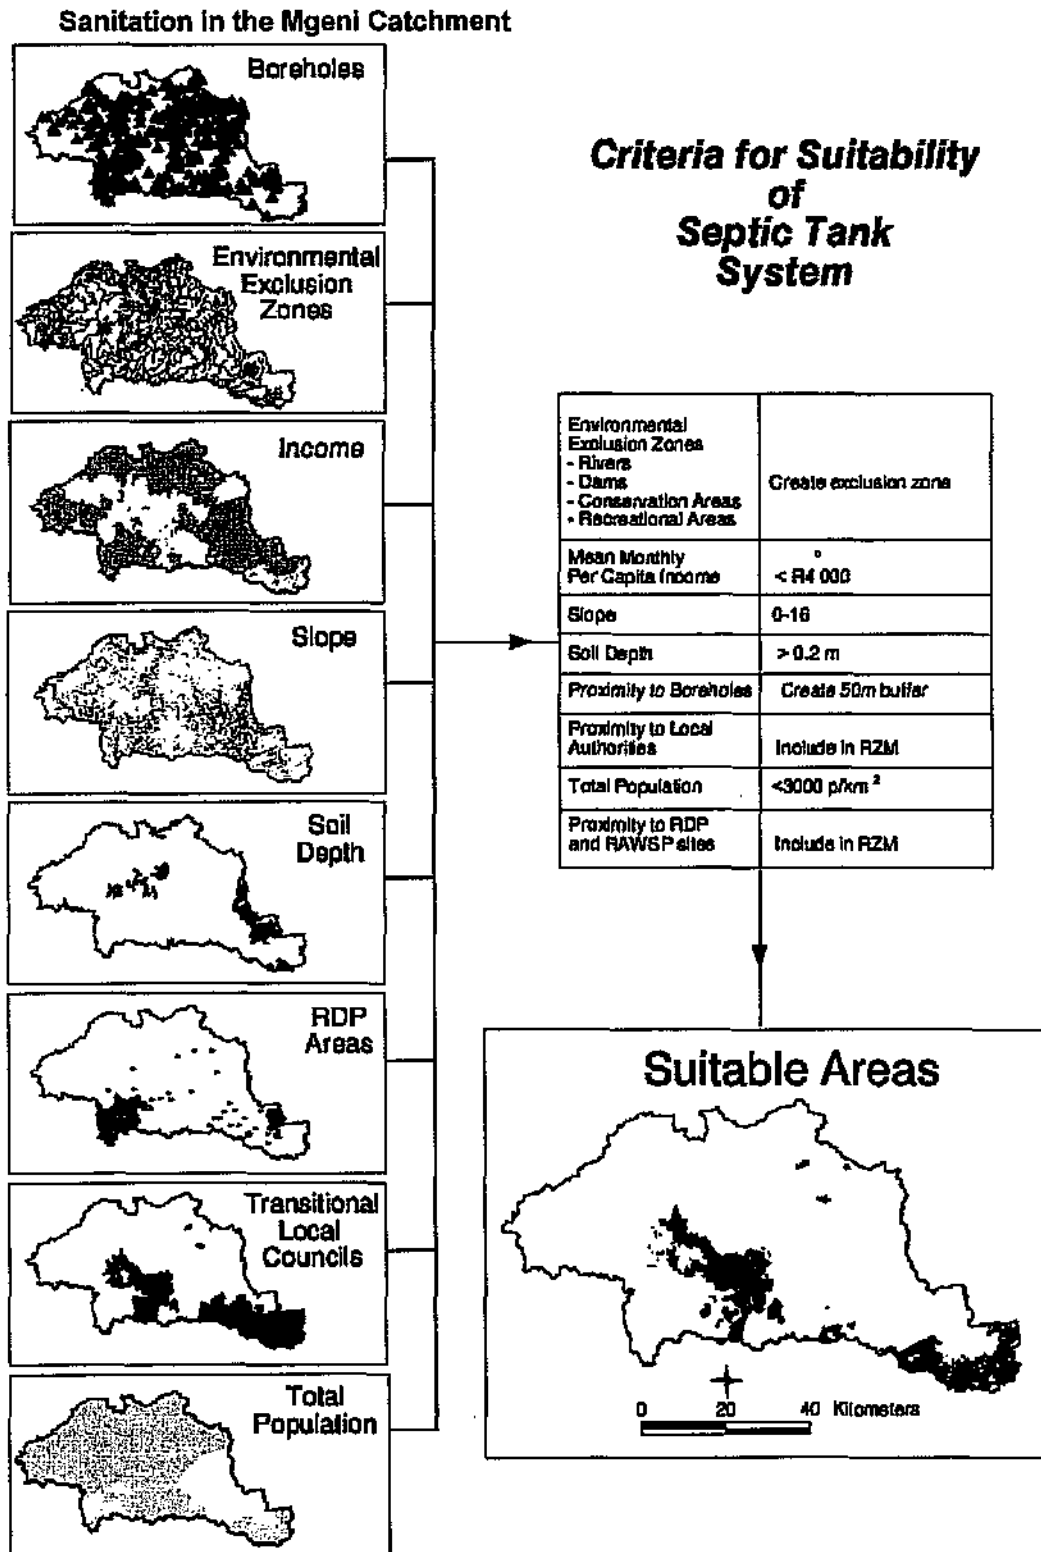 Sanitation in the Mgeni Catchment
Boreholes
Environmental
Exclusion
Zones
Income
Slope
Soil
Depth
RDP
Areas
Transitional
Local
Councils
Total
Population
Criteria for Suitability
of
Septic Tank
System
Environmental
Exclusion Zones
- Rivers
- Dams
- Conservation Areas
- Recreational Areas
Create exclusion zone
Mean Monthly
Per Capita Income
< R4 000
Slope
0-16
Soil Depth
> 0.2 m
Proximity to Boreholes
Create 50m buffer
Proximity to Local
Authorities
Include in RZM
Total Population
<3000 p/km ²
Proximity to RDP
and RAWSP sites
Include in RZM
Suitable Areas
0 20 40 Kilometers